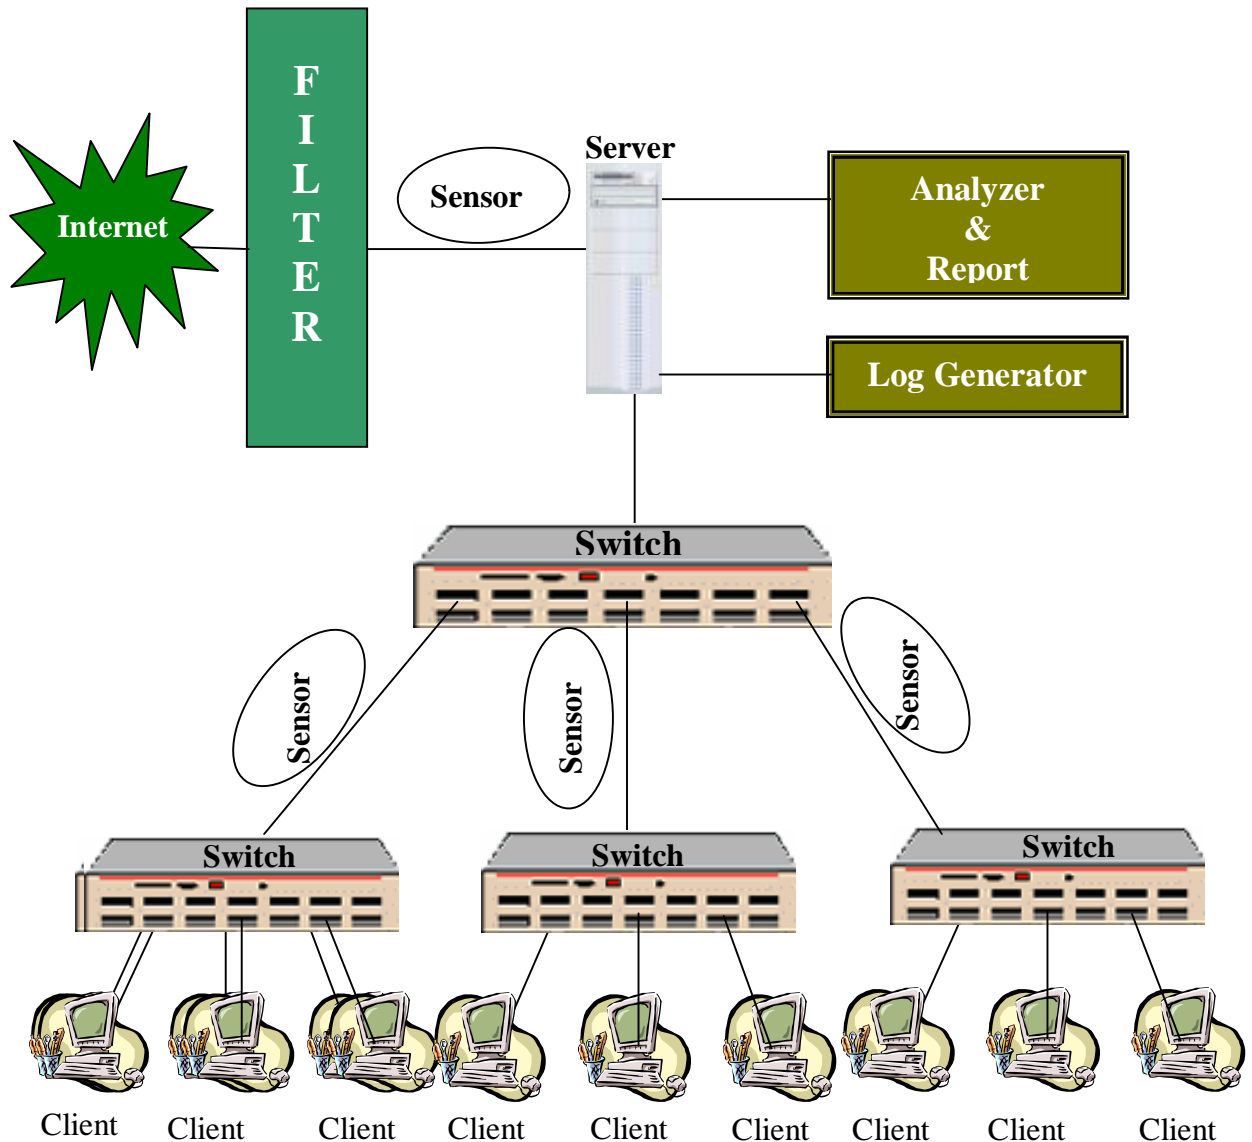 FILTER
Server
Sensor
Internet
Analyzer
&
Report
Log Generator
Switch
Sensor
Sensor
Sensor
Switch
Switch
Switch
Client
Client
Client
Client
Client
Client
Client
Client
Client